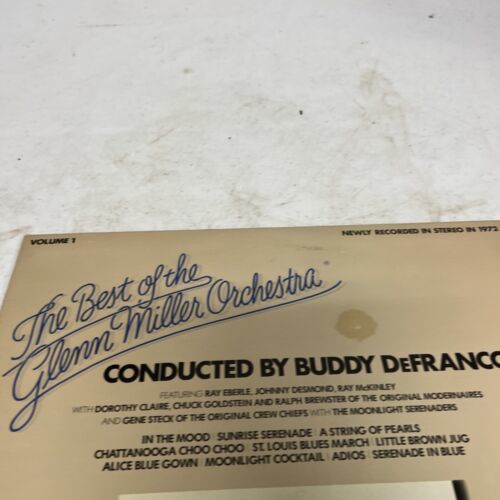 VOLUME 1
NEWLY RECORDED IN STEREO IN 1972
The Best of the
Glenn Miller Orchestra
CONDUCTED BY BUDDY DeFRANCO
FEATURING RAY EBERLE, JOHNNY DESMOND, RAY McKINLEY
WITH DOROTHY CLAIRE, CHUCK GOLDSTEIN AND RALPH BREWSTER OF THE ORIGINAL MODERNAIRES
AND GENE STECK OF THE ORIGINAL CREW CHIEFS WITH THE MOONLIGHT SERENADERS
IN THE MOOD | SUNRISE SERENADE | A STRING OF PEARLS
CHATTANOOGA CHOO CHOO | ST. LOUIS BLUES MARCH | LITTLE BROWN JUG
ALICE BLUE GOWN | MOONLIGHT COCKTAIL | ADIOS | SERENADE IN BLUE